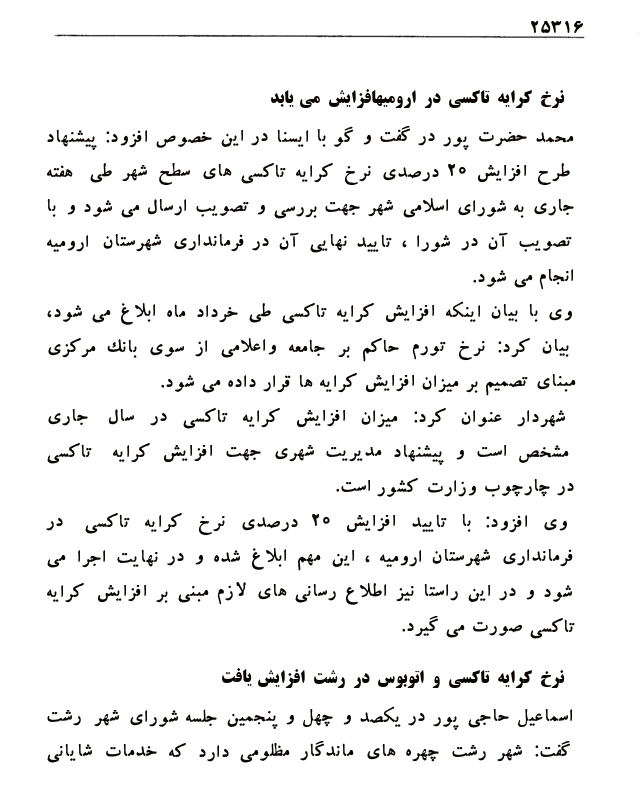 ۲۵۳۱۶
نرخ کرایه تاکسی در ارومیهافزایش می یابد
محمد حضرت پور در گفت و گو با ایسنا در این خصوص افزود: پیشنهاد
طرح افزایش ۲۰ درصدی نرخ کرایه تاکسی های سطح شهر طی هفته
جاری به شورای اسلامی شهر جهت بررسی و تصویب ارسال می شود و با
تصویب آن در شورا ، تایید نهایی آن در فرمانداری شهرستان ارومیه
انجام می شود.
وی با بیان اینکه افزایش کرایه تاکسی طی خرداد ماه ابلاغ می شود،
بیان کرد: نرخ تورم حاکم بر جامعه واعلامی از سوی بانک مرکزی
مبنای تصمیم بر میزان افزایش کرایه ها قرار داده می شود.
شهردار عنوان کرد: میزان افزایش کرایه تاکسی در سال جاری
مشخص است و پیشنهاد مدیریت شهری جهت افزایش کرایه تاکسی
در چارچوب وزارت کشور است.
وی افزود: با تایید افزایش ۲۰ درصدی نرخ کرایه تاکسی در
فرمانداری شهرستان ارومیه ، این مهم ابلاغ شده و در نهایت اجرا می
شود و در این راستا نیز اطلاع رسانی های لازم مبنی بر افزایش کرایه
تاکسی صورت می گیرد.
نرخ کرایه تاکسی و اتوبوس در رشت افزایش یافت
اسماعیل حاجی پور در یکصد و چهل و پنجمین جلسه شورای شهر رشت
گفت: شهر رشت چهره های ماندگار مظلومی دارد که خدمات شایانی